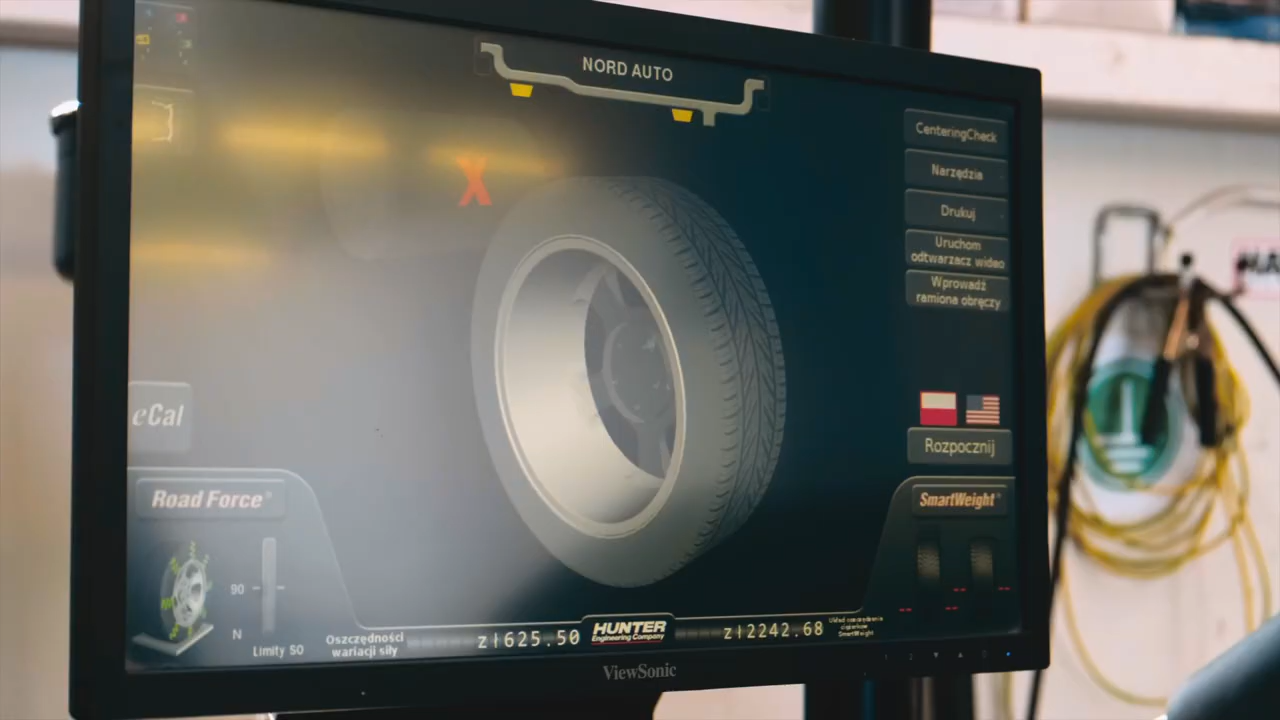 NORD AUTO
X
CenteringCheck
Narzędzia
Drukuj
Uruchom
odtwarzacz wideo
Wprowadź
ramiona obręczy
eCal
Rozpocznij
Road Force®
SmartWeight®
90
N
Limity 50
Oszczędności
wariacji siły
zł625.50
HUNTER
Engineering Company
zł2242.68
SmartWeight
ViewSonic